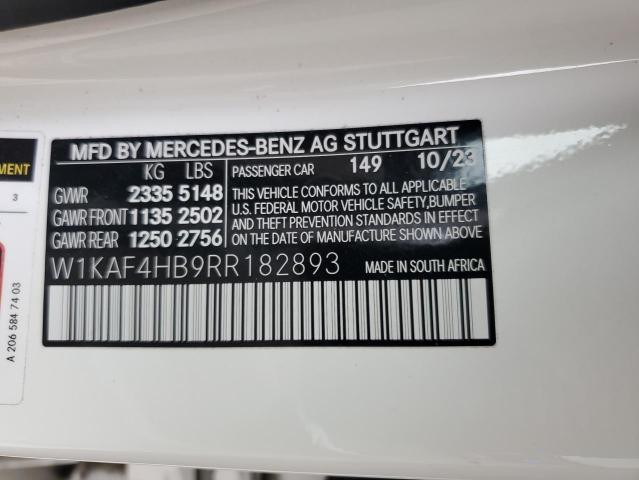 MFD BY MERCEDES-BENZ AG STUTTGART
KG LBS
GVWR 2335 5148
GAWR FRONT 1135 2502
GAWR REAR 1250 2756
PASSENGER CAR 149 10/23
THIS VEHICLE CONFORMS TO ALL APPLICABLE
U.S. FEDERAL MOTOR VEHICLE SAFETY, BUMPER
AND THEFT PREVENTION STANDARDS IN EFFECT
ON THE DATE OF MANUFACTURE SHOWN ABOVE.
W1KAF4HB9RR182893 MADE IN SOUTH AFRICA
3
A 206 584 74 03